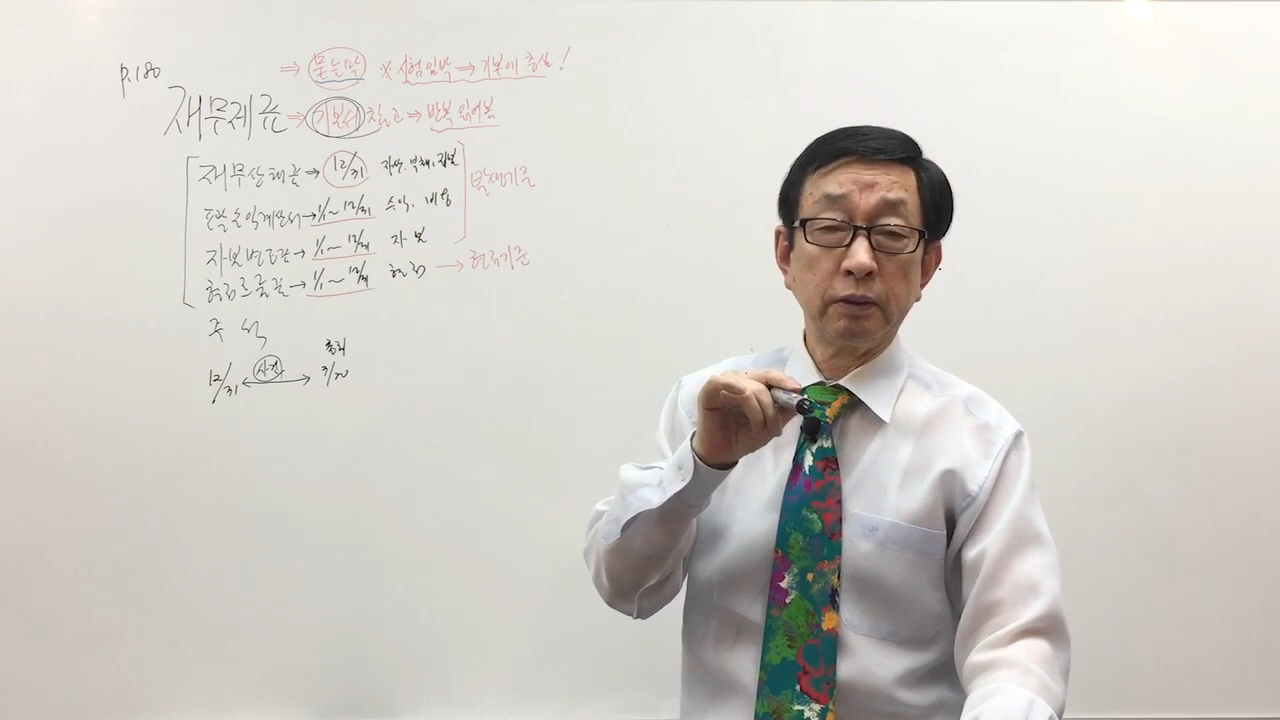 p.180
⇒ ※ 시험임박 ⇒ 기본에 충실!
재무제표 ⇒ 기본서 참고 ⇒ 반복 읽어봄
재무상태표 → 12/31 자산, 부채, 자본
포괄손익계산서 → 1/1 ~ 12/31 수익, 비용
발생기준
자본변동표 → 1/1 ~ 12/31 자본
현금흐름표 → 1/1 ~ 12/31 현금 → 현금기준
주석
12/31 사건 총회 3/20